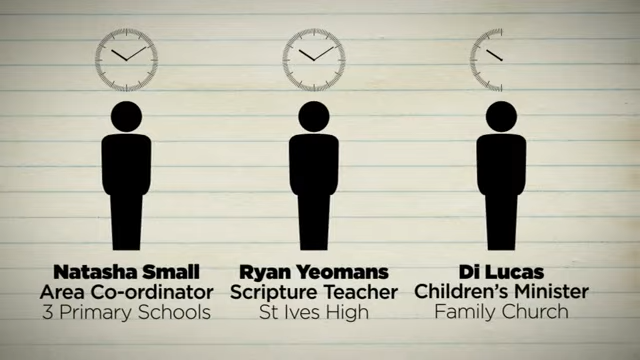 Natasha Small
Area Co-ordinator
3 Primary Schools
Ryan Yeomans
Scripture Teacher
St Ives High
Di Lucas
Children's Minister
Family Church